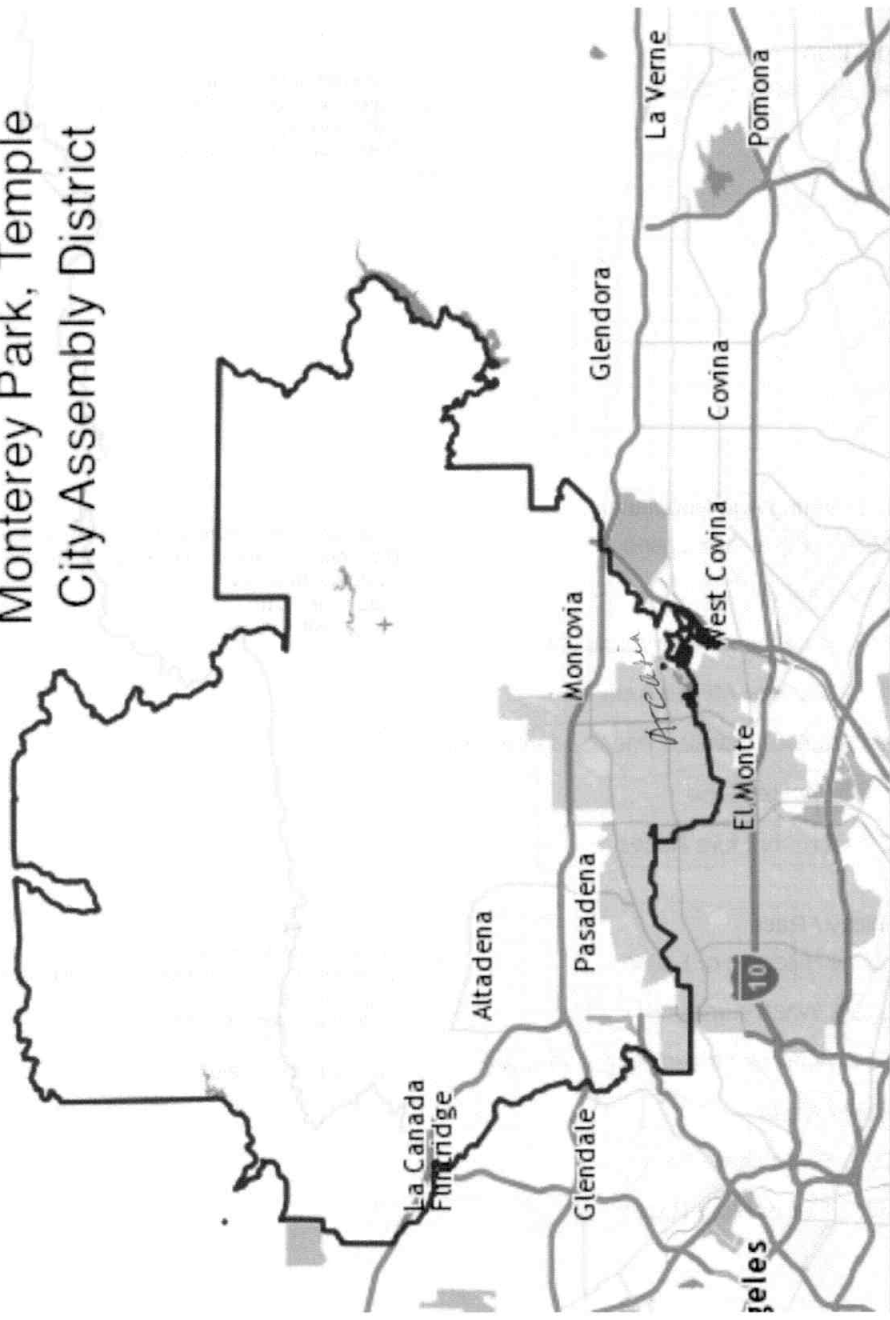 Monterey Park, Temple
City Assembly District
La Verne
Pomona
Glendora
Covina
West Covina
Monrovia
Arcadia
El Monte
Pasadena
Altadena
10
La Canada
Flintridge
Glendale
geles